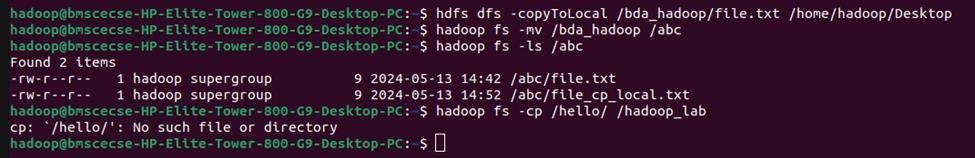 hadoop@bmscecse-HP-Elite-Tower-800-G9-Desktop-PC:~$ hdfs dfs -copyToLocal /bda_hadoop/file.txt /home/hadoop/Desktop
hadoop@bmscecse-HP-Elite-Tower-800-G9-Desktop-PC:~$ hadoop fs -mv /bda_hadoop /abc
hadoop@bmscecse-HP-Elite-Tower-800-G9-Desktop-PC:~$ hadoop fs -ls /abc
Found 2 items
-rw-r--r--   1 hadoop supergroup          9 2024-05-13 14:42 /abc/file.txt
-rw-r--r--   1 hadoop supergroup          9 2024-05-13 14:52 /abc/file_cp_local.txt
hadoop@bmscecse-HP-Elite-Tower-800-G9-Desktop-PC:~$ hadoop fs -cp /hello/ /hadoop_lab
cp: `/hello/': No such file or directory
hadoop@bmscecse-HP-Elite-Tower-800-G9-Desktop-PC:~$